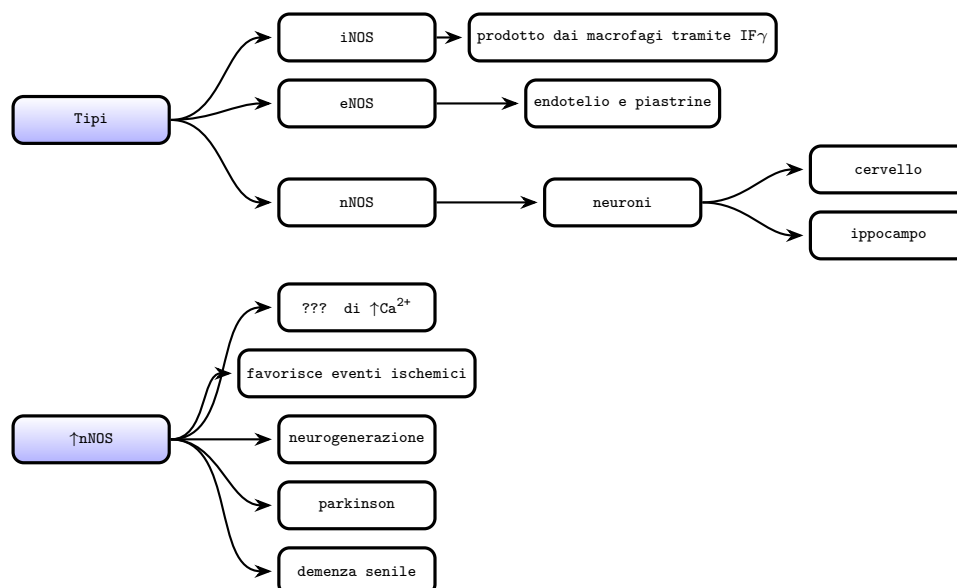 Tipi
iNOS
prodotto dai macrofagi tramite IFγ
eNOS
endotelio e piastrine
nNOS
neuroni
cervello
ippocampo
↑nNOS
??? di ↑Ca²⁺
favorisce eventi ischemici
neurogenerazione
parkinson
demenza senile